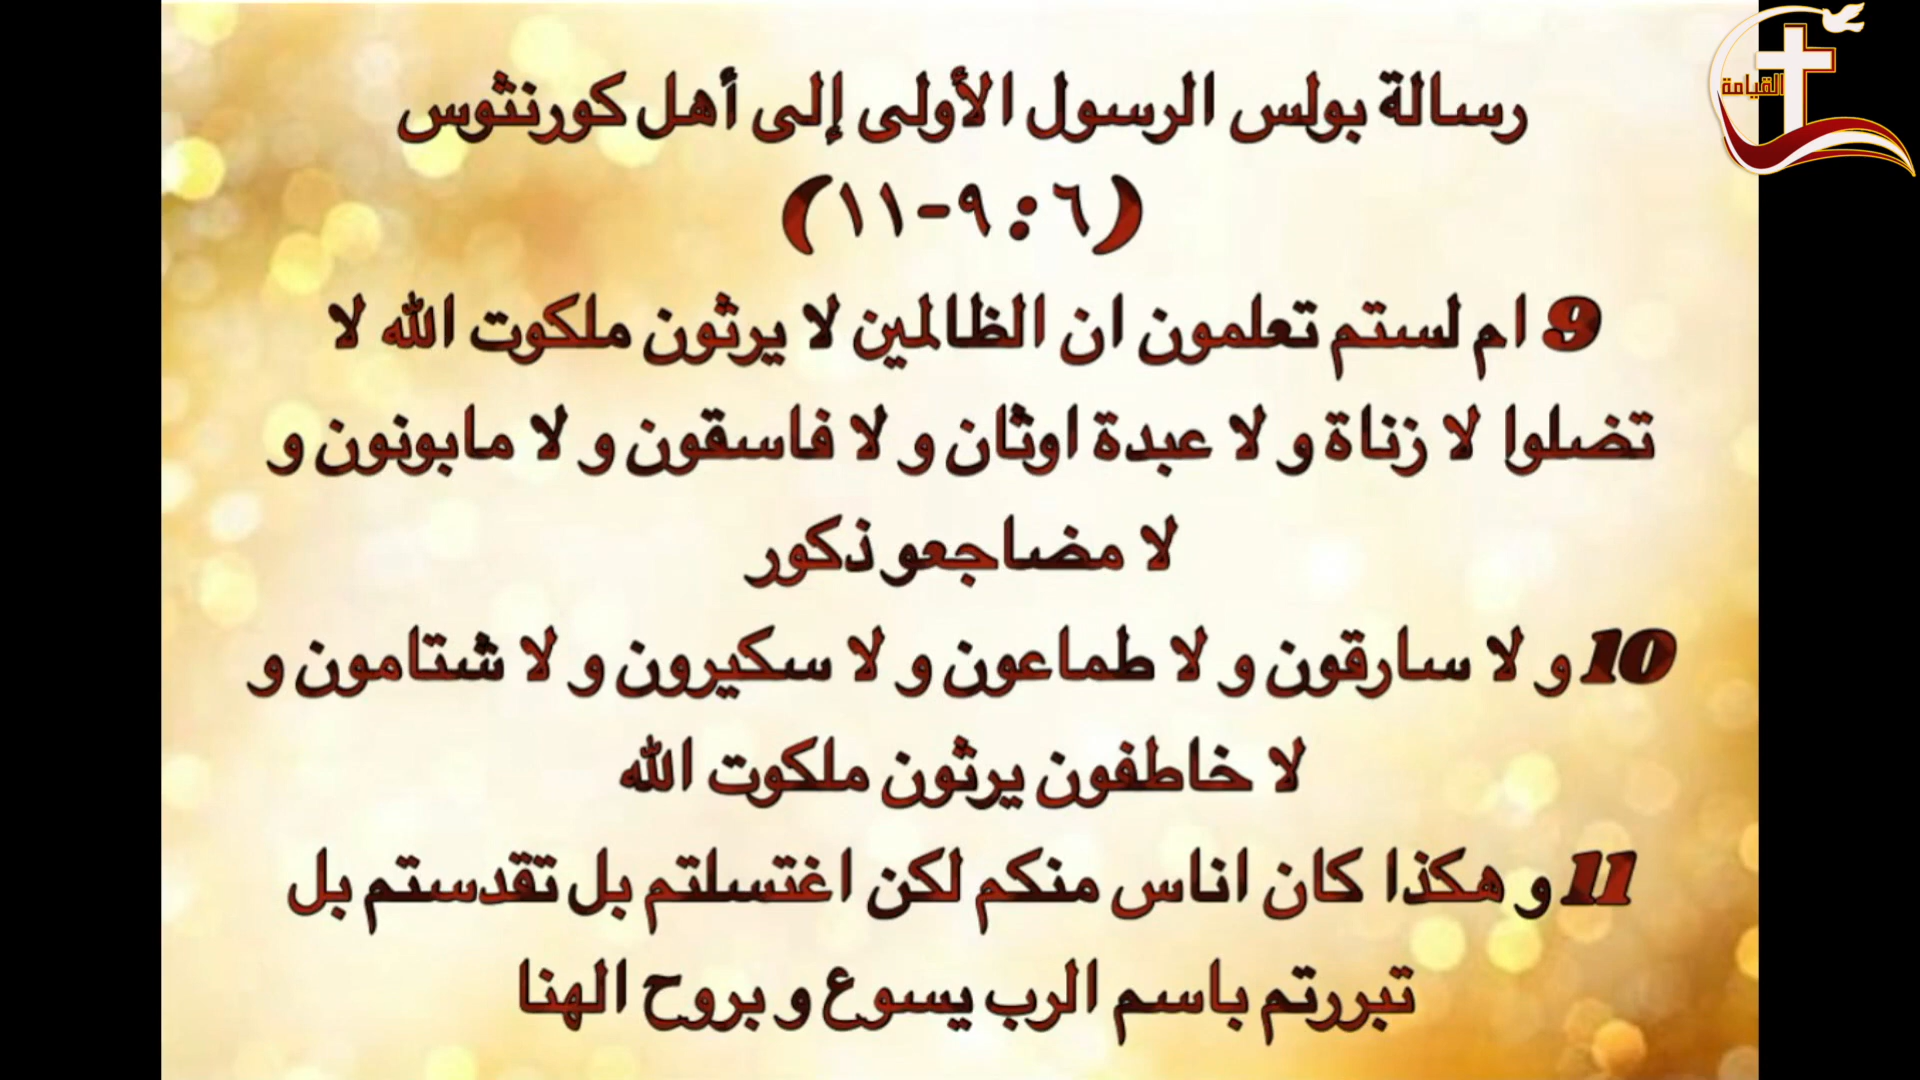 القيامة
رسالة بولس الرسول الأولى إلى أهل كورنثوس
(٦ : ٩-١١)
9 ام لستم تعلمون ان الظالمين لا يرثون ملكوت الله لا
تضلوا لا زناة و لا عبدة اوثان و لا فاسقون و لا مابونون و
لا مضاجعو ذكور
10 و لا سارقون و لا طماعون و لا سكيرون و لا شتامون و
لا خاطفون يرثون ملكوت الله
11 و هكذا كان اناس منكم لكن اغتسلتم بل تقدستم بل
تبررتم باسم الرب يسوع و بروح الهنا